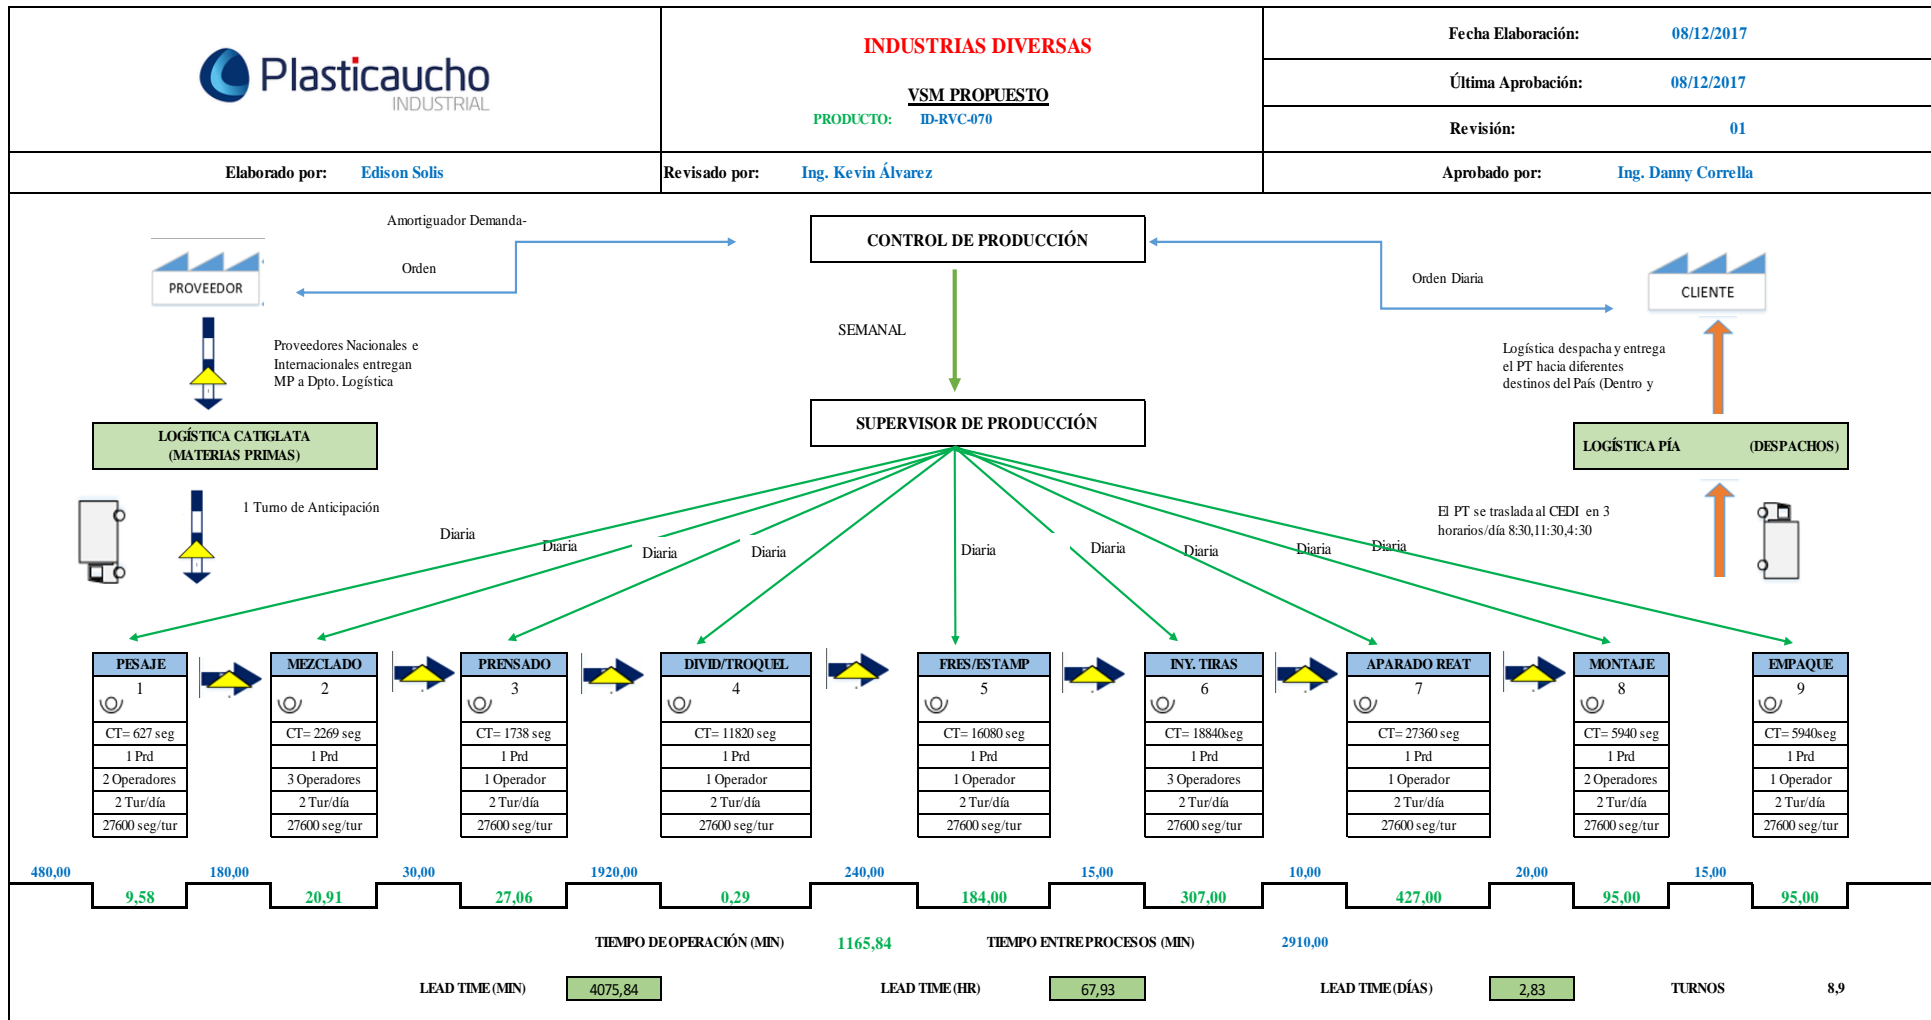 Plasticaucho
INDUSTRIAL
INDUSTRIAS DIVERSAS
VSM PROPUESTO
PRODUCTO: ID-RVC-070
Fecha Elaboración: 08/12/2017
Última Aprobación: 08/12/2017
Revisión: 01
Elaborado por: Edison Solis
Revisado por: Ing. Kevin Álvarez
Aprobado por: Ing. Danny Corrella
Amortiguador Demanda-
Orden
PROVEEDOR
CONTROL DE PRODUCCIÓN
Orden Diaria
CLIENTE
SEMANAL
Proveedores Nacionales e
Internacionales entregan
MP a Dpto. Logística
Logística despacha y entrega
el PT hacia diferentes
destinos del País (Dentro y
LOGÍSTICA CATIGLATA
(MATERIAS PRIMAS)
SUPERVISOR DE PRODUCCIÓN
LOGÍSTICA PÍA (DESPACHOS)
1 Turno de Anticipación
El PT se traslada al CEDI en 3
horarios/día 8:30,11:30,4:30
Diaria Diaria Diaria Diaria Diaria Diaria Diaria Diaria Diaria
PESAJE MEZCLADO PRENSADO DIVID/TROQUEL FRES/ESTAMP INY. TIRAS APARADO REAT MONTAJE EMPAQUE
1 2 3 4 5 6 7 8 9
CT= 627 seg CT= 2269 seg CT= 1738 seg CT= 11820 seg CT= 16080 seg CT= 18840seg CT= 27360 seg CT= 5940 seg CT= 5940seg
1 Prd 1 Prd 1 Prd 1 Prd 1 Prd 1 Prd 1 Prd 1 Prd 1 Prd
2 Operadores 3 Operadores 1 Operador 1 Operador 1 Operador 3 Operadores 1 Operador 2 Operadores 1 Operador
2 Tur/día 2 Tur/día 2 Tur/día 2 Tur/día 2 Tur/día 2 Tur/día 2 Tur/día 2 Tur/día 2 Tur/día
27600 seg/tur 27600 seg/tur 27600 seg/tur 27600 seg/tur 27600 seg/tur 27600 seg/tur 27600 seg/tur 27600 seg/tur 27600 seg/tur
480,00 180,00 30,00 1920,00 240,00 15,00 10,00 20,00 15,00
9,58 20,91 27,06 0,29 184,00 307,00 427,00 95,00 95,00
TIEMPO DE OPERACIÓN (MIN) 1165,84 TIEMPO ENTRE PROCESOS (MIN) 2910,00
LEAD TIME (MIN) 4075,84 LEAD TIME (HR) 67,93 LEAD TIME (DÍAS) 2,83 TURNOS 8,9